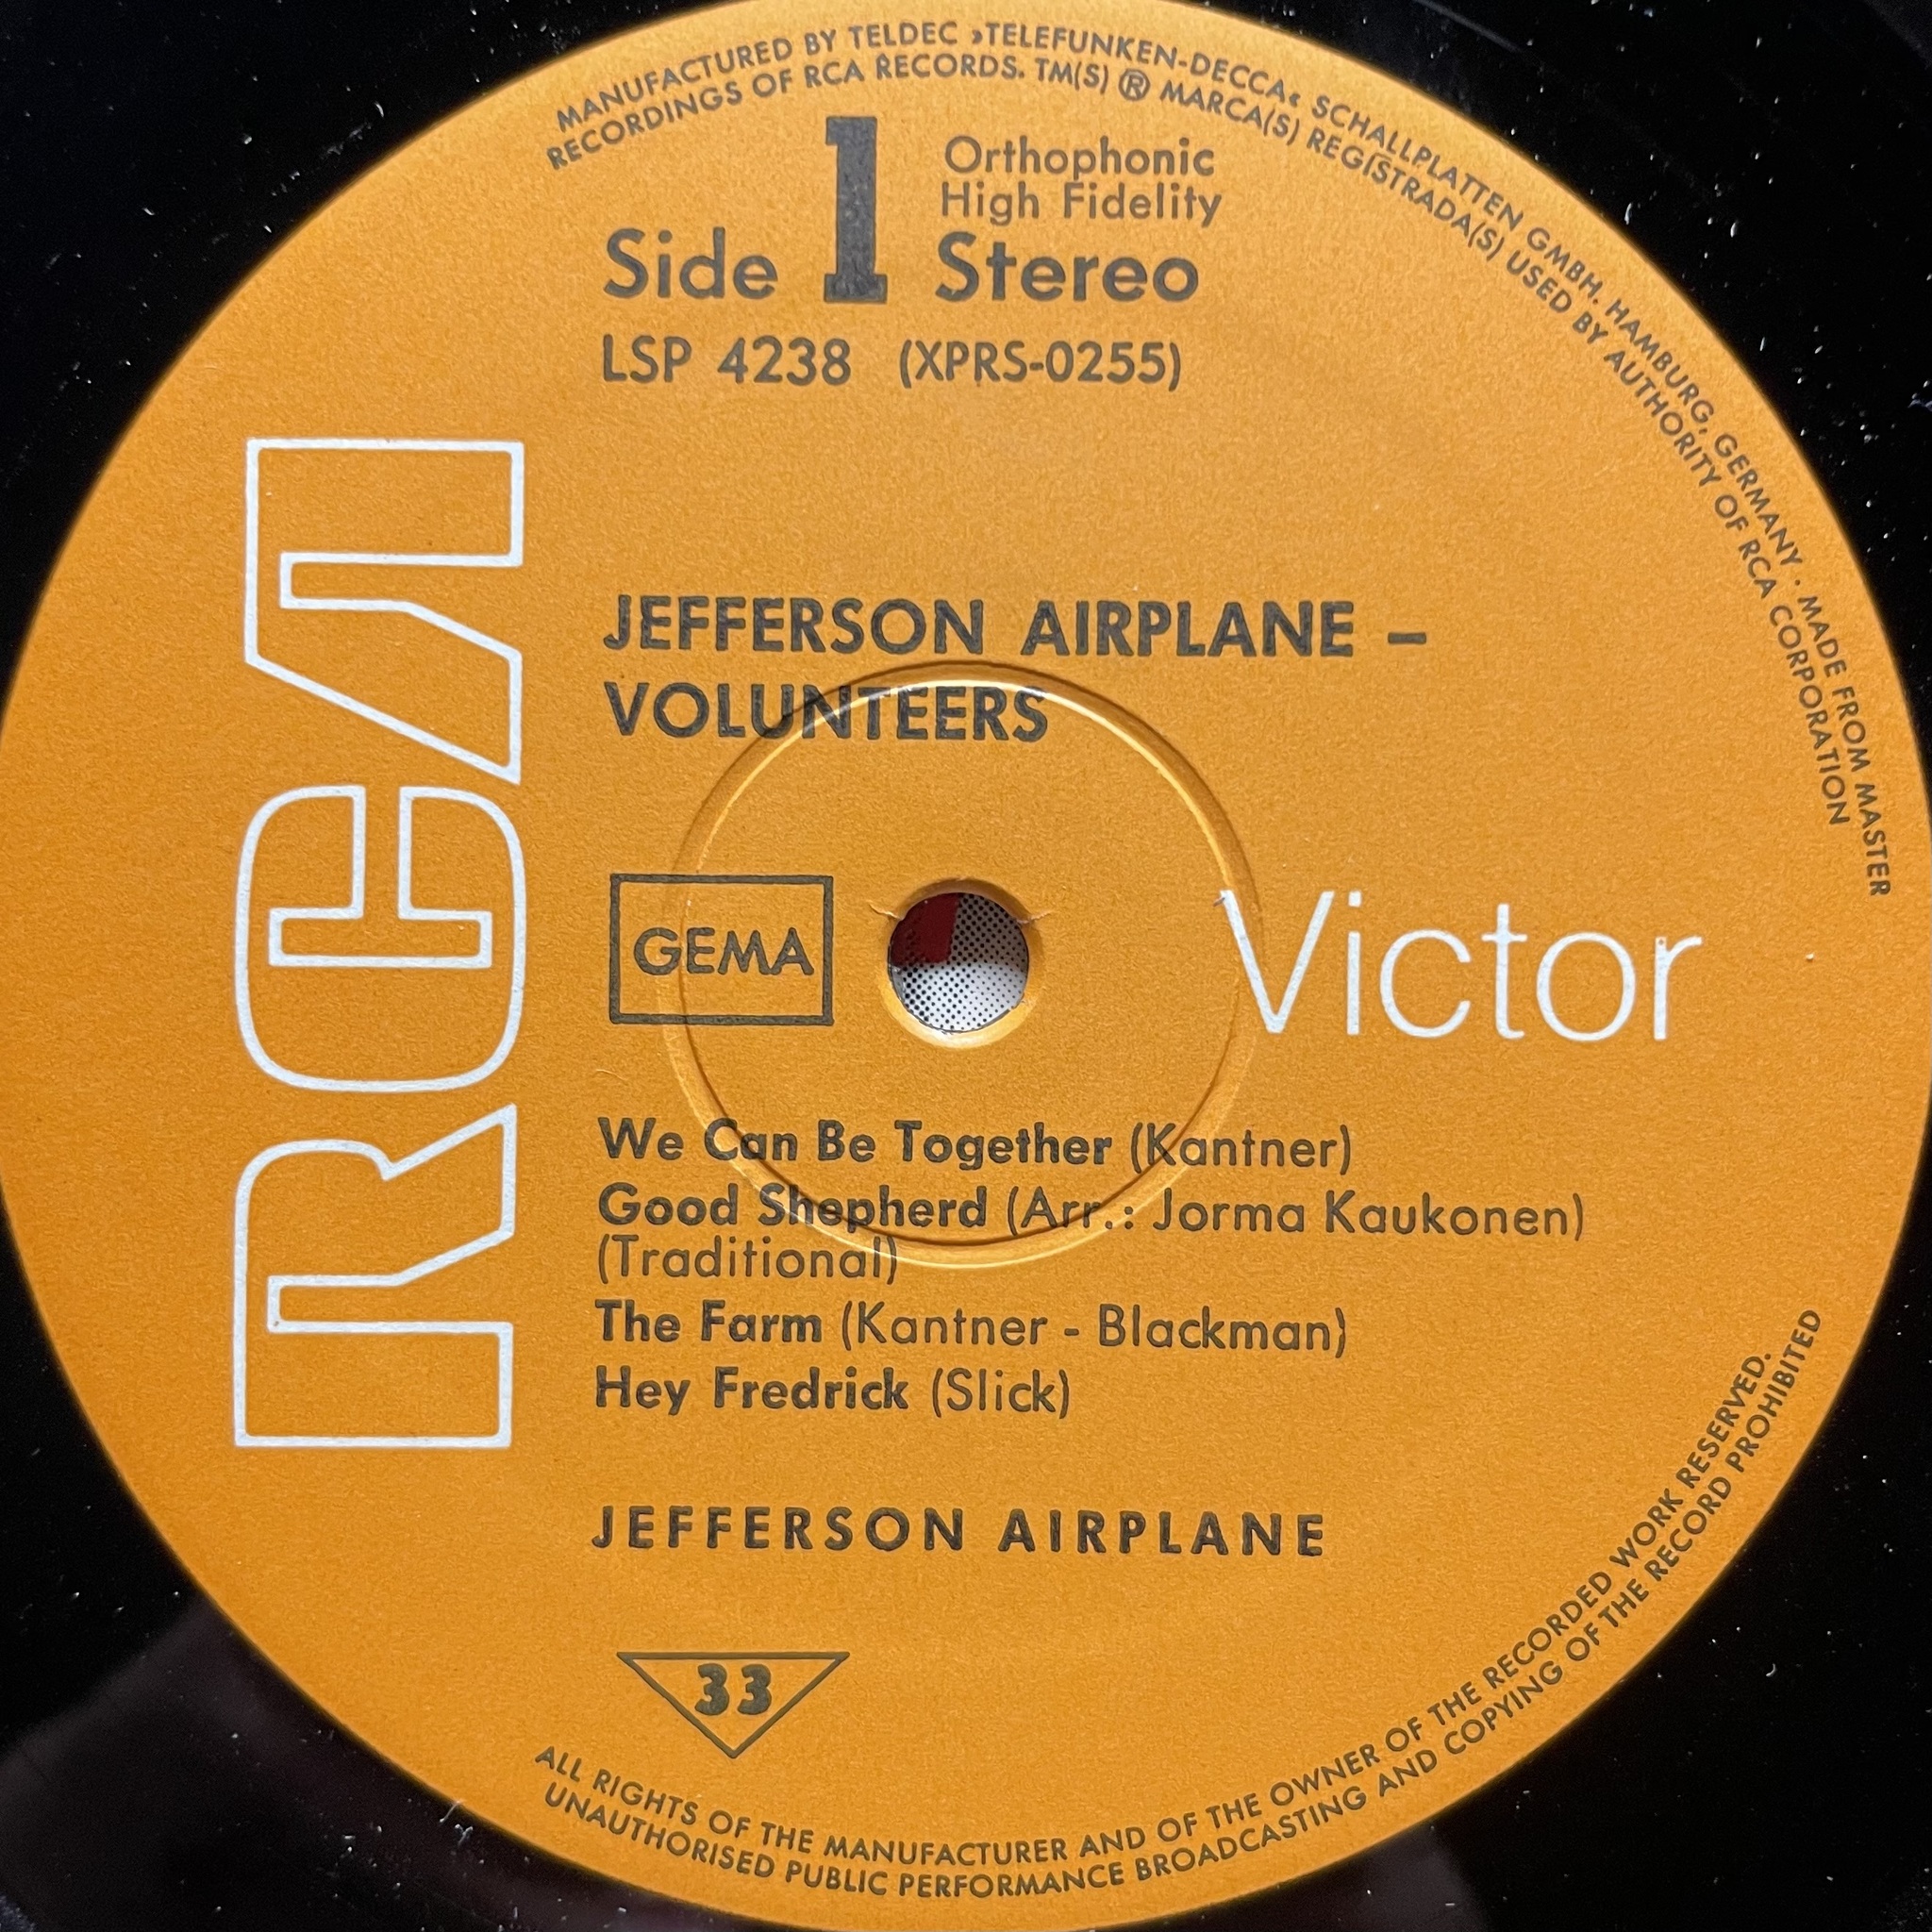 MANUFACTURED BY TELDEC »TELEFUNKEN-DECCA« SCHALLPLATTEN GMBH. HAMBURG, GERMANY · MADE FROM MASTER
RECORDINGS OF RCA RECORDS. TM(S) ® MARCA(S) REGISTRADA(S) USED BY AUTHORITY OF RCA CORPORATION
Side 1
Orthophonic
High Fidelity
Stereo
LSP 4238 (XPRS-0255)
RCA
JEFFERSON AIRPLANE –
VOLUNTEERS
GEMA
Victor
We Can Be Together (Kantner)
Good Shepherd (Arr.: Jorma Kaukonen)
(Traditional)
The Farm (Kantner - Blackman)
Hey Fredrick (Slick)
JEFFERSON AIRPLANE
33
ALL RIGHTS OF THE MANUFACTURER AND OF THE OWNER OF THE RECORDED WORK RESERVED.
UNAUTHORISED PUBLIC PERFORMANCE BROADCASTING AND COPYING OF THE RECORD PROHIBITED